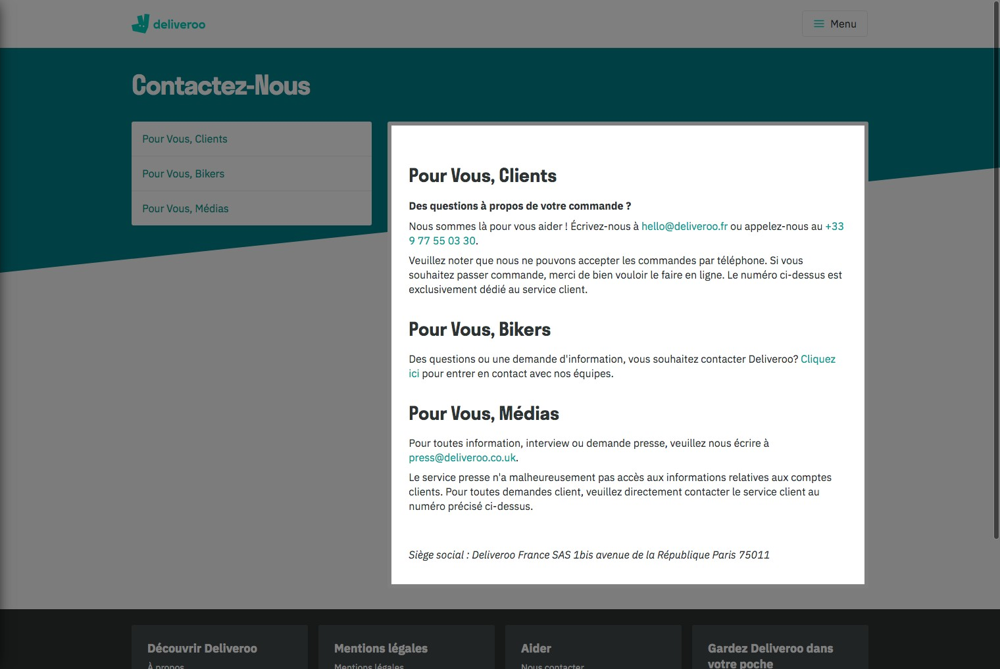 deliveroo
Menu
Contactez-Nous
Pour Vous, Clients
Pour Vous, Bikers
Pour Vous, Médias
Pour Vous, Clients
Des questions à propos de votre commande ?
Nous sommes là pour vous aider ! Écrivez-nous à hello@deliveroo.fr ou appelez-nous au +33
9 77 55 03 30.
Veuillez noter que nous ne pouvons accepter les commandes par téléphone. Si vous
souhaitez passer commande, merci de bien vouloir le faire en ligne. Le numéro ci-dessus est
exclusivement dédié au service client.
Pour Vous, Bikers
Des questions ou une demande d'information, vous souhaitez contacter Deliveroo? Cliquez
ici pour entrer en contact avec nos équipes.
Pour Vous, Médias
Pour toutes information, interview ou demande presse, veuillez nous écrire à
press@deliveroo.co.uk.
Le service presse n'a malheureusement pas accès aux informations relatives aux comptes
clients. Pour toutes demandes client, veuillez directement contacter le service client au
numéro précisé ci-dessus.
Siège social : Deliveroo France SAS 1bis avenue de la République Paris 75011
Découvrir Deliveroo
À propos
Mentions légales
Mentions légales
Aider
Nous contacter
Gardez Deliveroo dans
votre poche